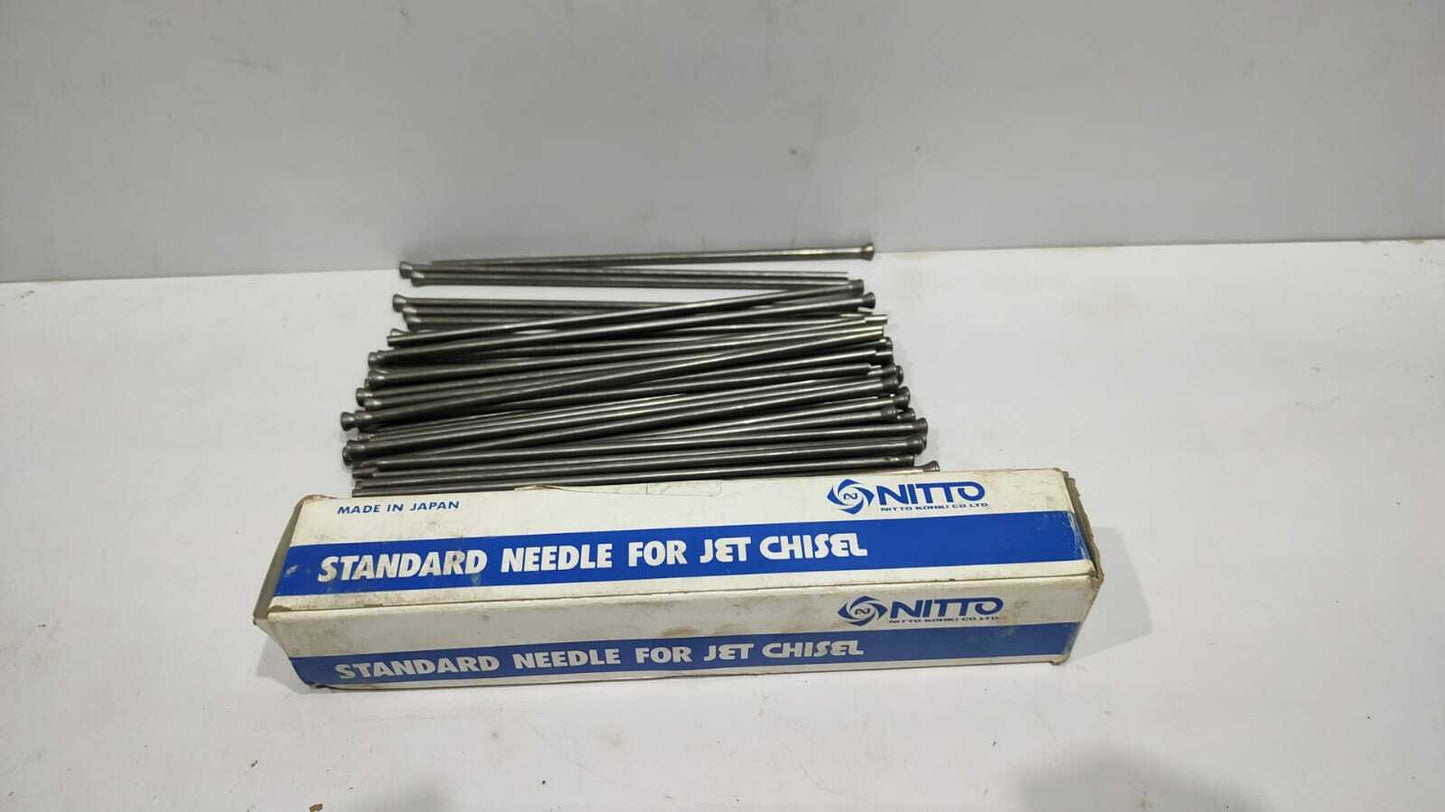 MADE IN JAPAN
NITTO
NITTO KOHKI CO LTD
STANDARD NEEDLE FOR JET CHISEL
NITTO
NITTO KOHKI CO.LTD.
STANDARD NEEDLE FOR JET CHISEL